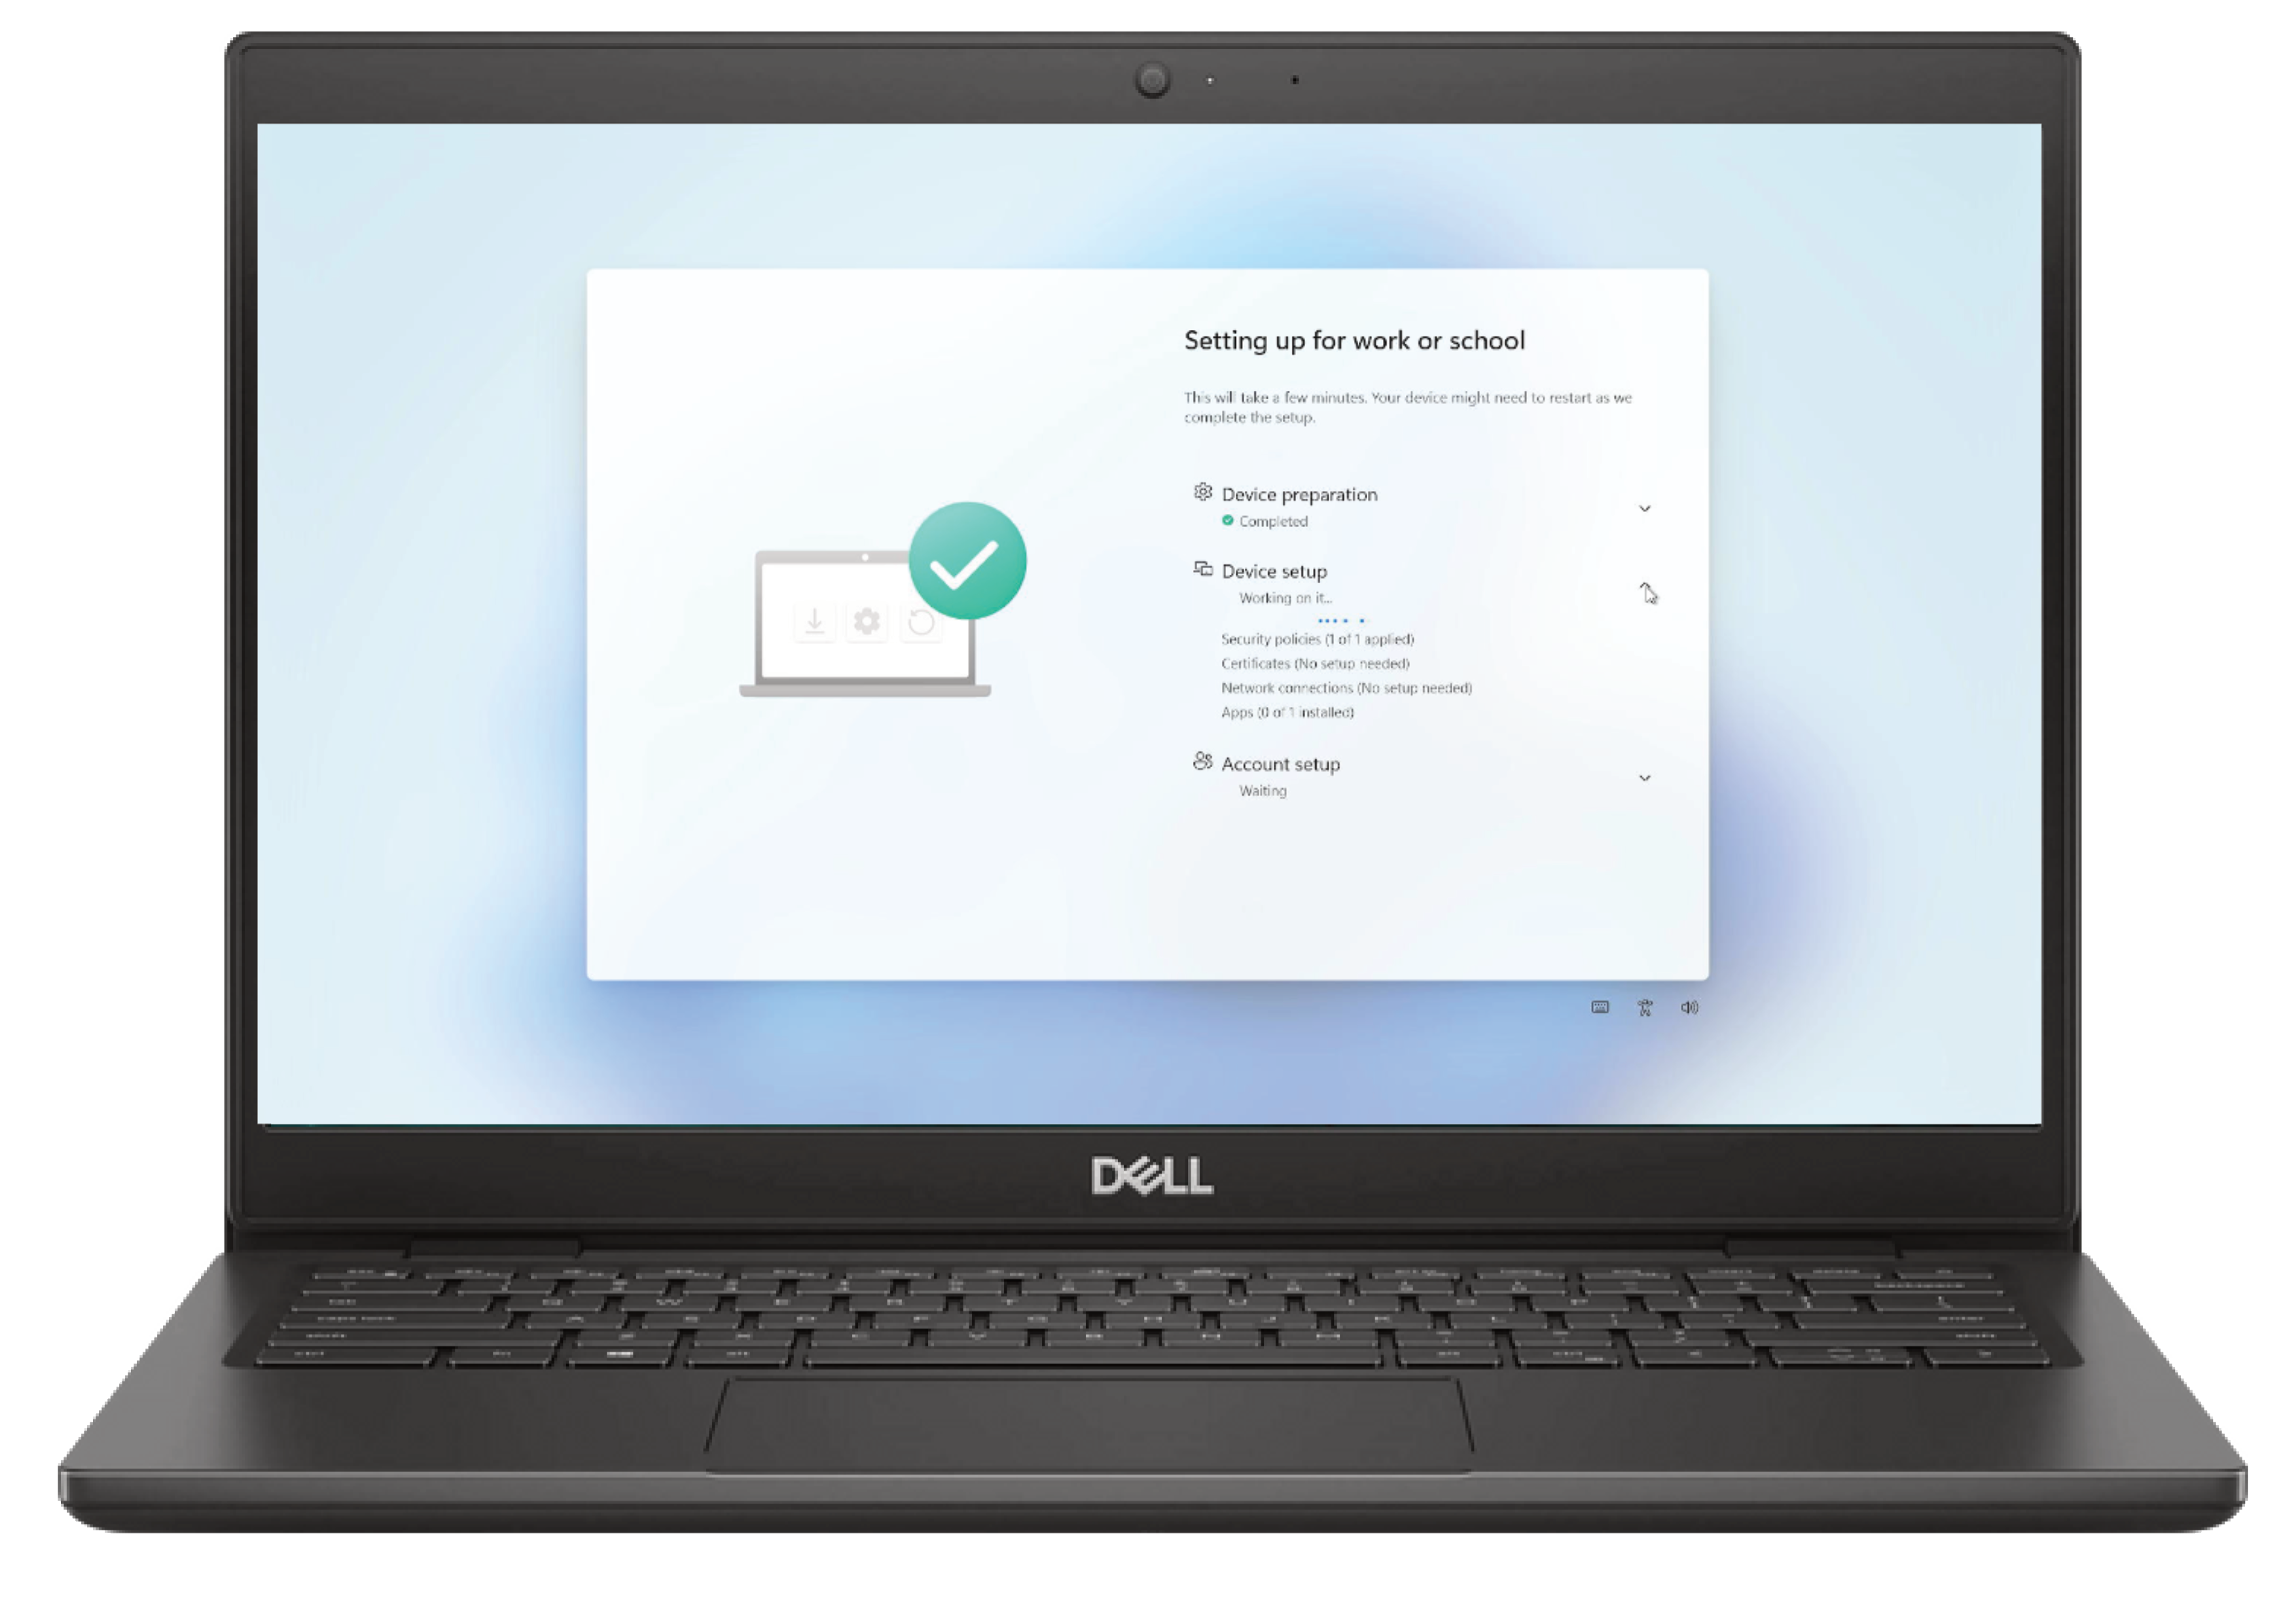 Setting up for work or school
This will take a few minutes. Your device might need to restart as we
complete the setup.
Device preparation
Completed
Device setup
Working on it...
Security policies (1 of 1 applied)
Certificates (No setup needed)
Network connections (No setup needed)
Apps (0 of 1 installed)
Account setup
Waiting
DELL